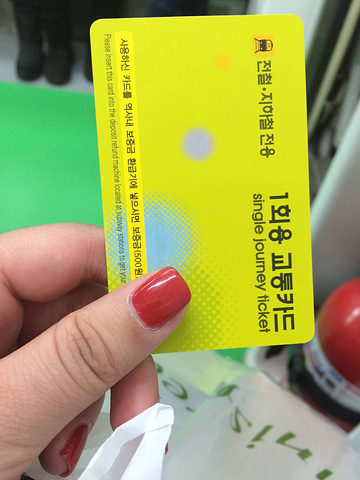 전철·지하철 전용
1회용 교통카드
single journey ticket
사용하신 카드를 역사내 보증금 환급기에 넣으시면 보증금(500원)
Please insert this card into the deposit refund machine located at subway stations to get your